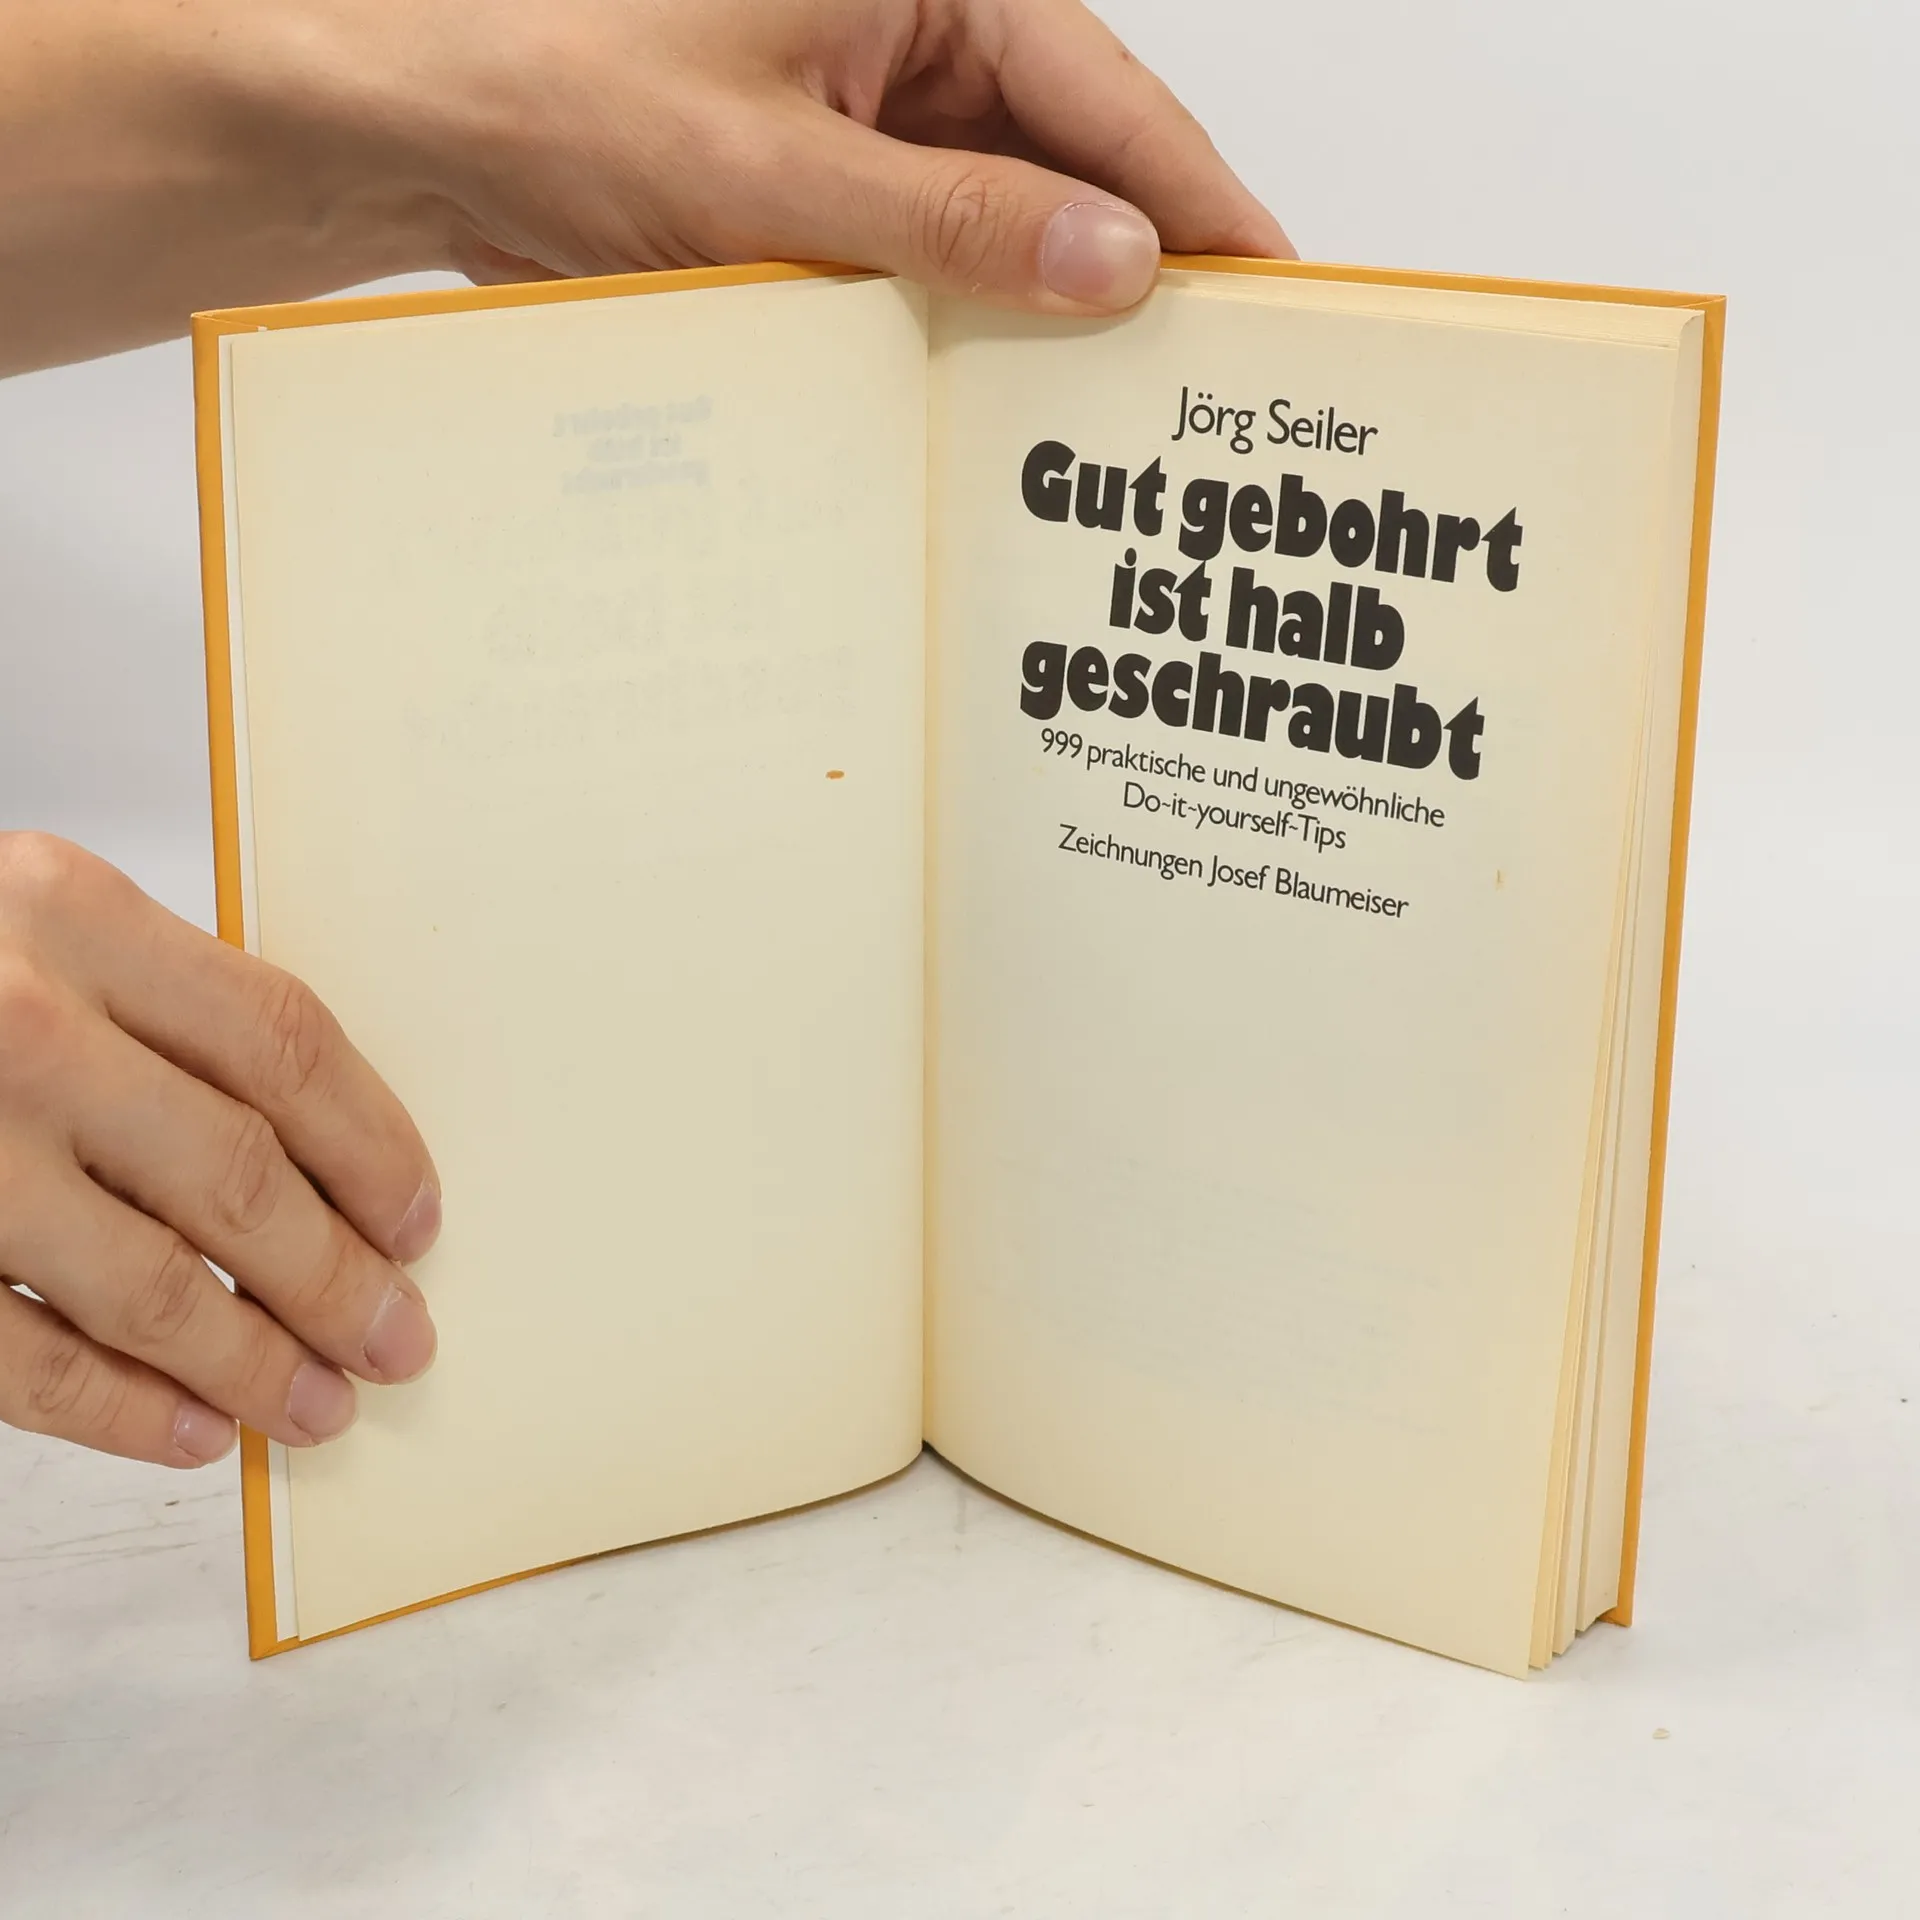 Jörg Seiler
Gut gebohrt
ist halb
geschraubt
999 praktische und ungewöhnliche
Do-it-yourself-Tips
Zeichnungen Josef Blaumeiser